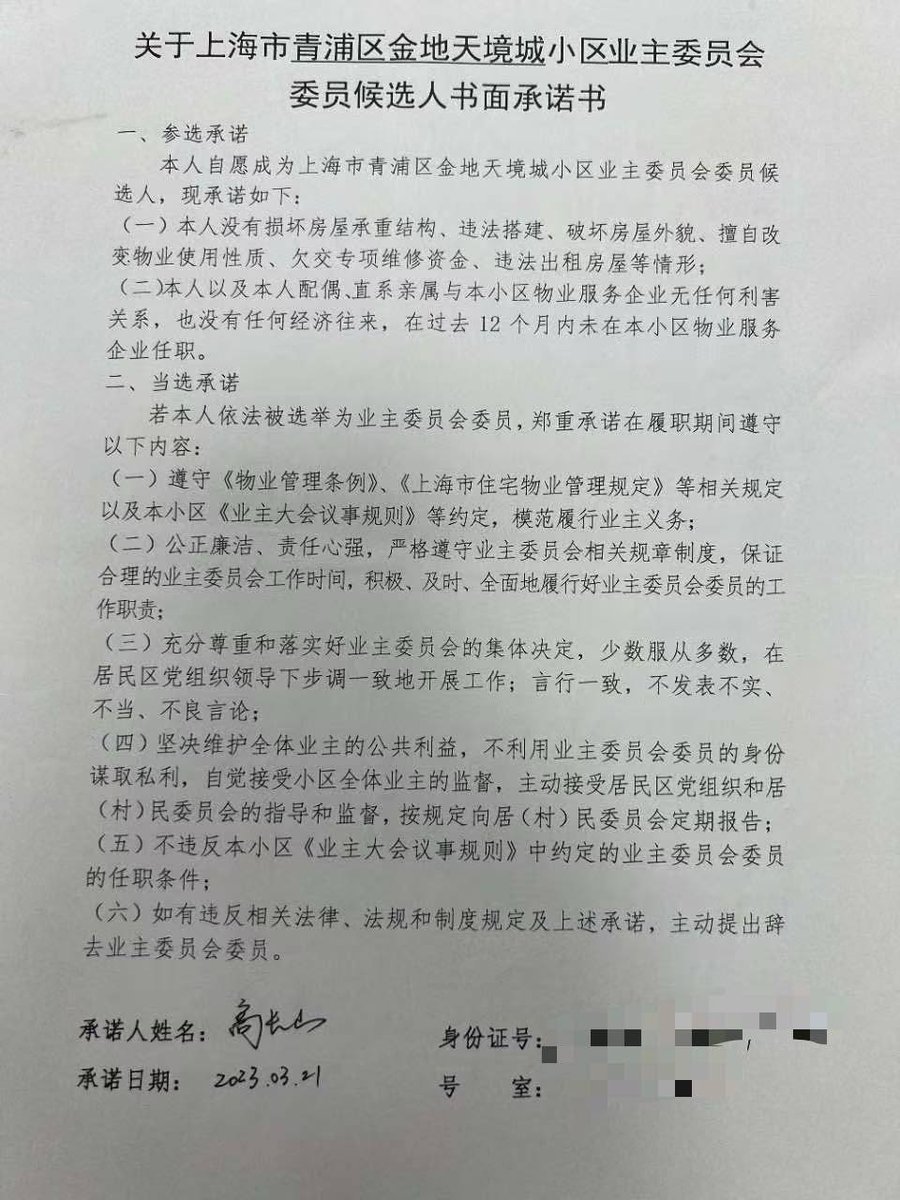 关于上海市青浦区金地天境城小区业主委员会
委员候选人书面承诺书
一、参选承诺
本人自愿成为上海市青浦区金地天境城小区业主委员会委员候
选人，现承诺如下：
（一）本人没有损坏房屋承重结构、违法搭建、破坏房屋外貌、擅自改
变物业使用性质、欠交专项维修资金、违法出租房屋等情形；
（二）本人以及本人配偶、直系亲属与本小区物业服务企业无任何利害
关系，也没有任何经济往来，在过去 12 个月内未在本小区物业服务
企业任职。
二、当选承诺
若本人依法被选举为业主委员会委员，郑重承诺在履职期间遵守
以下内容：
（一）遵守《物业管理条例》、《上海市住宅物业管理规定》等相关规定
以及本小区《业主大会议事规则》等约定，模范履行业主义务；
（二）公正廉洁、责任心强，严格遵守业主委员会相关规章制度，保证
合理的业主委员会工作时间，积极、及时、全面地履行好业主委员会委员的工
作职责；
（三）充分尊重和落实好业主委员会的集体决定，少数服从多数，在
居民区党组织领导下步调一致地开展工作；言行一致，不发表不实、
不当、不良言论；
（四）坚决维护全体业主的公共利益，不利用业主委员会委员的身份
谋取私利，自觉接受小区全体业主的监督，主动接受居民区党组织和居
（村）民委员会的指导和监督，按规定向居（村）民委员会定期报告；
（五）不违反本小区《业主大会议事规则》中约定的业主委员会委员
的任职条件；
（六）如有违反相关法律、法规和制度规定及上述承诺，主动提出辞
去业主委员会委员。
承诺人姓名：高长山 身份证号：
承诺日期：2023.03.21 号 室：